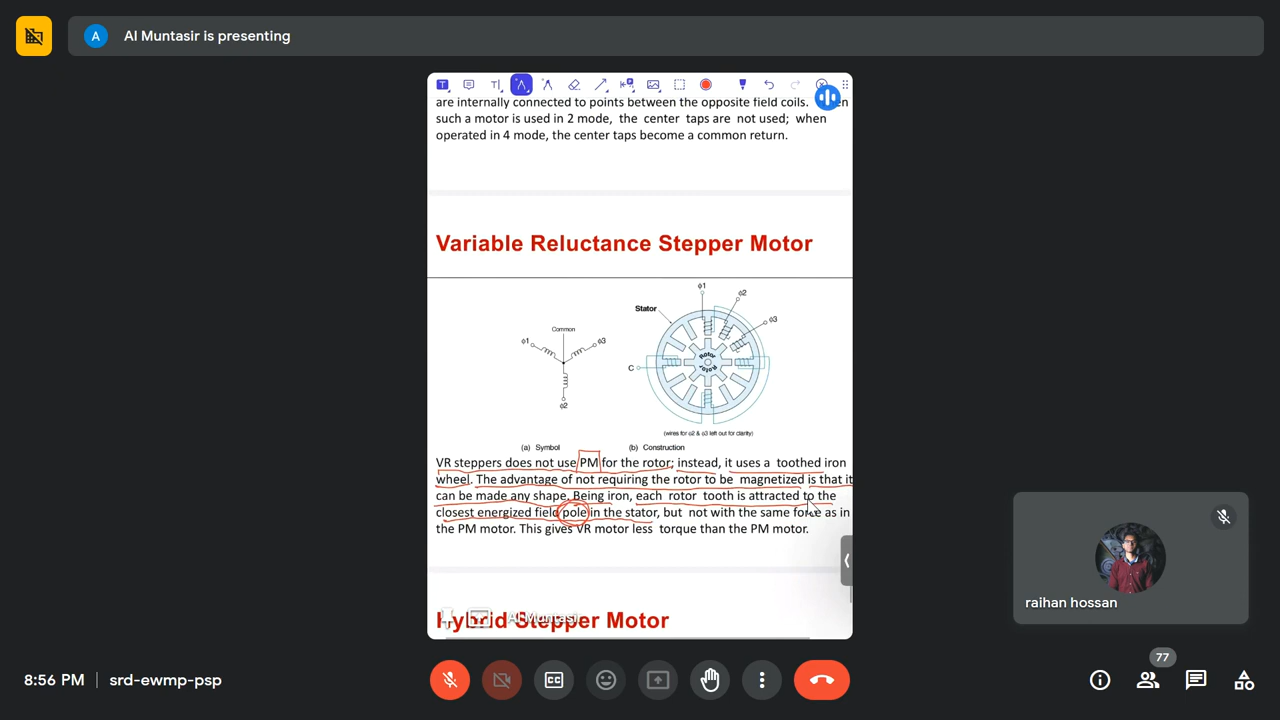 A
Al Muntasir is presenting
are internally connected to points between the opposite field coils.
such a motor is used in 2 mode, the center taps are not used; when
operated in 4 mode, the center taps become a common return.
Variable Reluctance Stepper Motor
ϕ1
ϕ2
Stator
ϕ3
Common
ϕ1
ϕ3
Rotor
C
ϕ2
(wires for ϕ2 & ϕ3 left out for clarity)
(a) Symbol
(b) Construction
VR steppers does not use PM for the rotor; instead, it uses a toothed iron
wheel. The advantage of not requiring the rotor to be magnetized is that it
can be made any shape. Being iron, each rotor tooth is attracted to the
closest energized field pole in the stator, but not with the same force as in
the PM motor. This gives VR motor less torque than the PM motor.
Hybrid Stepper Motor
raihan hossan
8:56 PM | srd-ewmp-psp
77